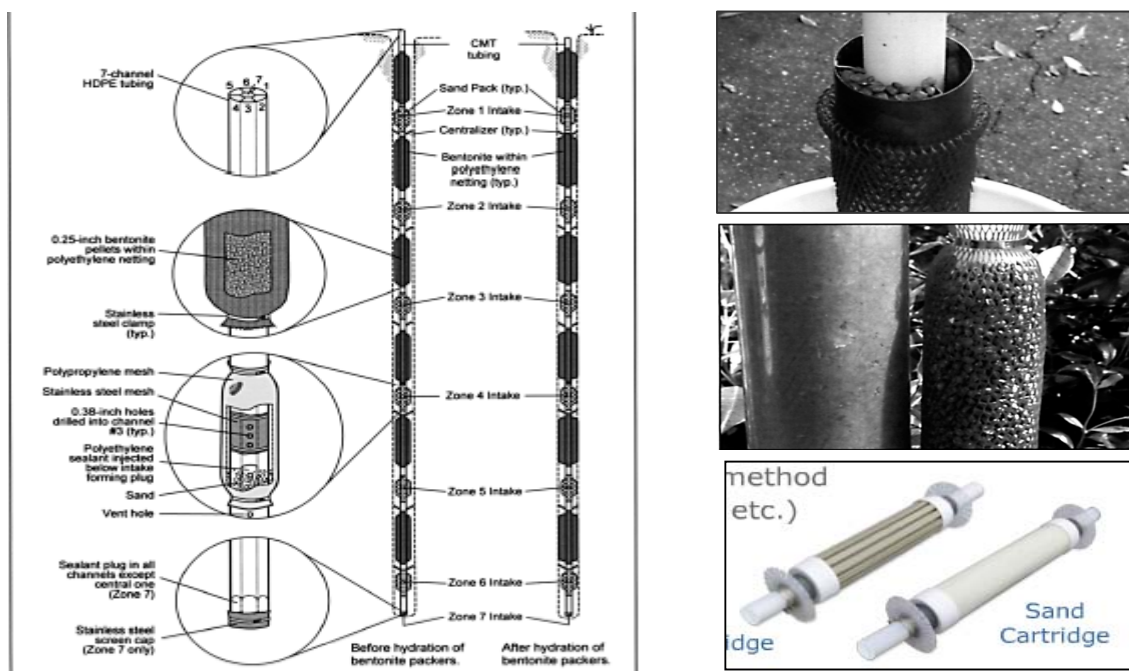 7-channel
HDPE tubing
5 6 7 1
4 3 2
0.25-inch bentonite
pellets within
polyethylene netting
Stainless
steel clamp
(typ.)
Polypropylene mesh
Stainless steel mesh
0.38-inch holes
drilled into channel
#3 (typ.)
Polyethylene
sealant injected
below intake
forming plug
Sand
Vent hole
Sealant plug in all
channels except
central one
(Zone 7)
Stainless steel
screen cap
(Zone 7 only)
CMT
tubing
Sand Pack (typ.)
Zone 1 Intake
Centralizer (typ.)
Bentonite within
polyethylene
netting (typ.)
Zone 2 Intake
Zone 3 Intake
Zone 4 Intake
Zone 5 Intake
Zone 6 Intake
Zone 7 Intake
Before hydration of
bentonite packers.
After hydration of
bentonite packers.
method
etc.)
idge
Sand
Cartridge